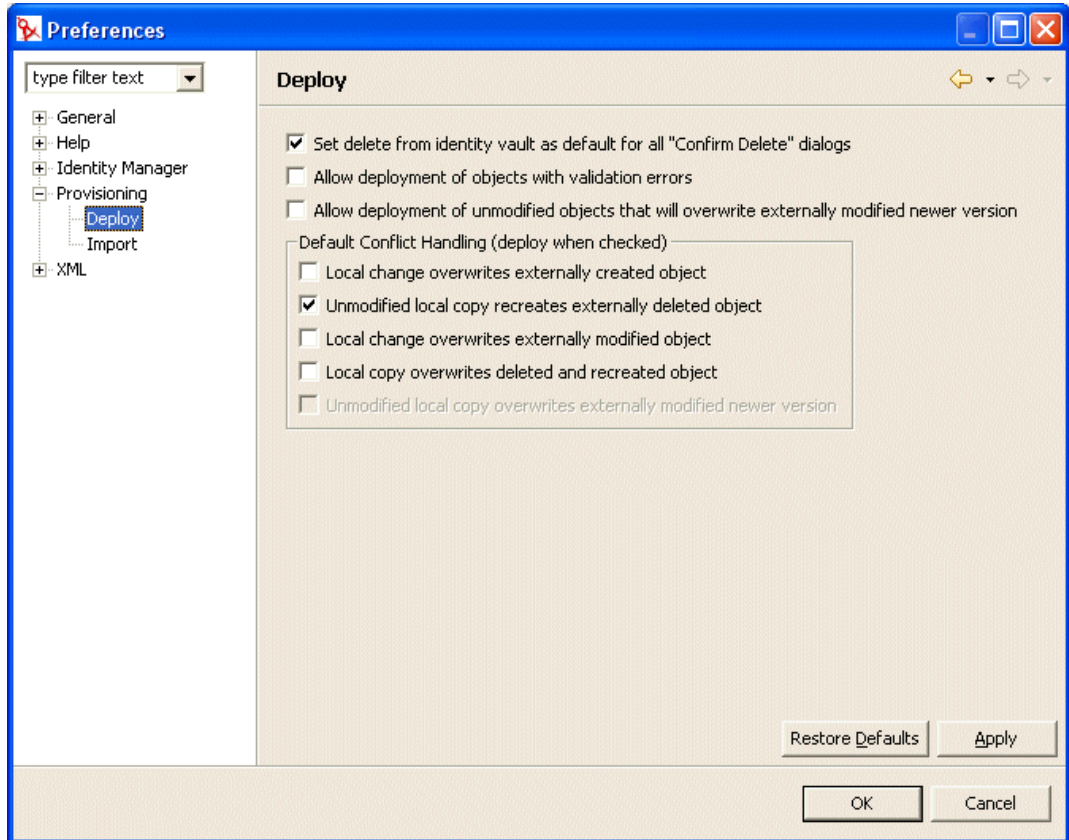 Preferences
type filter text
Deploy
General
Help
Identity Manager
Provisioning
Deploy
Import
XML
Set delete from identity vault as default for all "Confirm Delete" dialogs
Allow deployment of objects with validation errors
Allow deployment of unmodified objects that will overwrite externally modified newer version
Default Conflict Handling (deploy when checked)
Local change overwrites externally created object
Unmodified local copy recreates externally deleted object
Local change overwrites externally modified object
Local copy overwrites deleted and recreated object
Unmodified local copy overwrites externally modified newer version
Restore Defaults
Apply
OK
Cancel